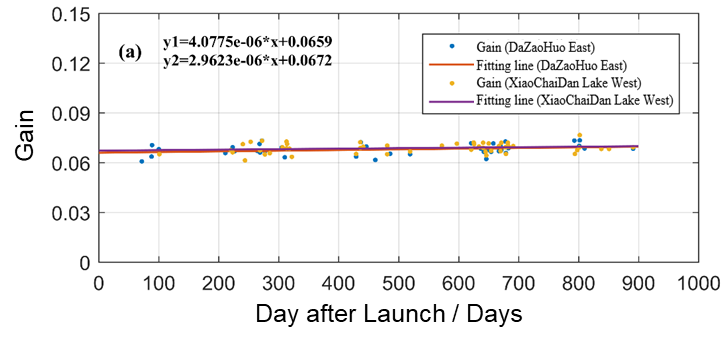 0.15
0.12
0.09
0.06
0.03
0
Gain
(a)
y1=4.0775e-06*x+0.0659
y2=2.9623e-06*x+0.0672
Gain (DaZaoHuo East)
Fitting line (DaZaoHuo East)
Gain (XiaoChaiDan Lake West)
Fitting line (XiaoChaiDan Lake West)
0 100 200 300 400 500 600 700 800 900 1000
Day after Launch / Days